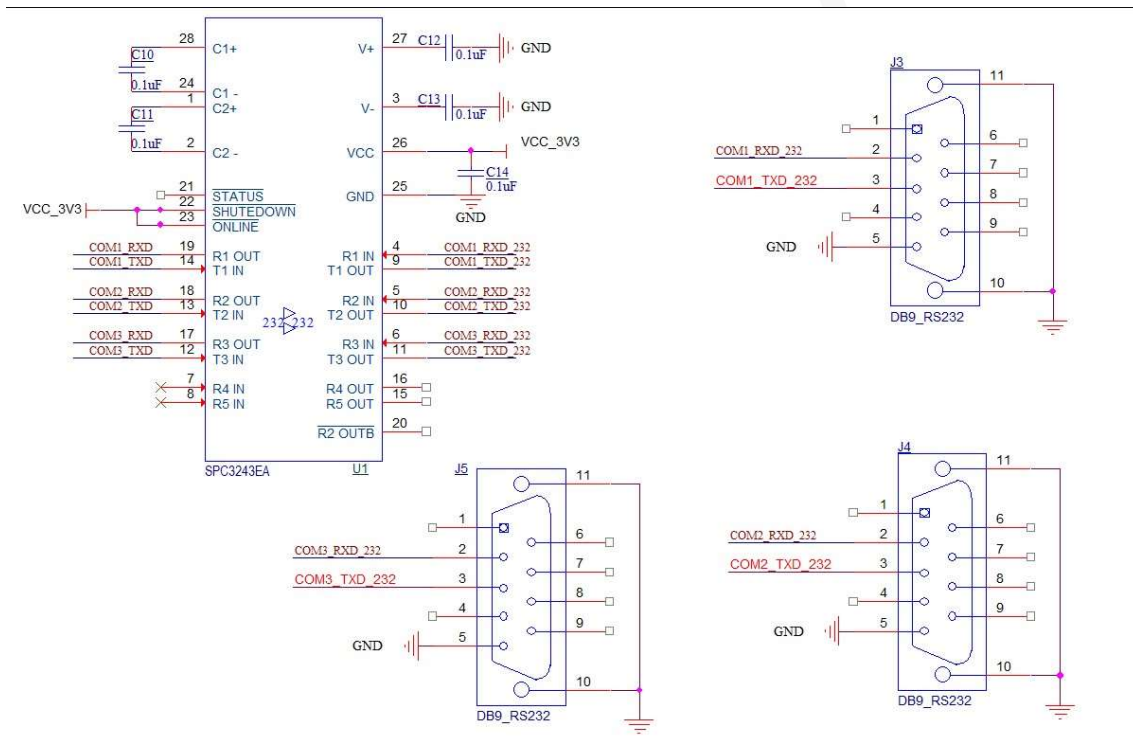 28
C1+
V+
27
C12
0.1uF
GND
C10
0.1uF
24
C1 -
1
C2+
V-
3
C13
0.1uF
GND
C11
0.1uF
2
C2 -
VCC
26
VCC_3V3
C14
0.1uF
GND
21
STATUS
GND
25
VCC_3V3
22
SHUTEDOWN
23
ONLINE
COM1_RXD
19
R1 OUT
R1 IN
4
COM1_RXD_232
COM1_TXD
14
T1 IN
T1 OUT
9
COM1_TXD_232
COM2_RXD
18
R2 OUT
R2 IN
5
COM2_RXD_232
COM2_TXD
13
T2 IN
T2 OUT
10
COM2_TXD_232
232_232
COM3_RXD
17
R3 OUT
R3 IN
6
COM3_RXD_232
COM3_TXD
12
T3 IN
T3 OUT
11
COM3_TXD_232
7
R4 IN
R4 OUT
16
8
R5 IN
R5 OUT
15
R2 OUTB
20
SPC3243EA
U1
J3
11
1
6
COM1_RXD_232
2
7
COM1_TXD_232
3
8
4
9
GND
5
10
DB9_RS232
J5
11
1
6
COM3_RXD_232
2
7
COM3_TXD_232
3
8
4
9
GND
5
10
DB9_RS232
J4
11
1
6
COM2_RXD_232
2
7
COM2_TXD_232
3
8
4
9
GND
5
10
DB9_RS232